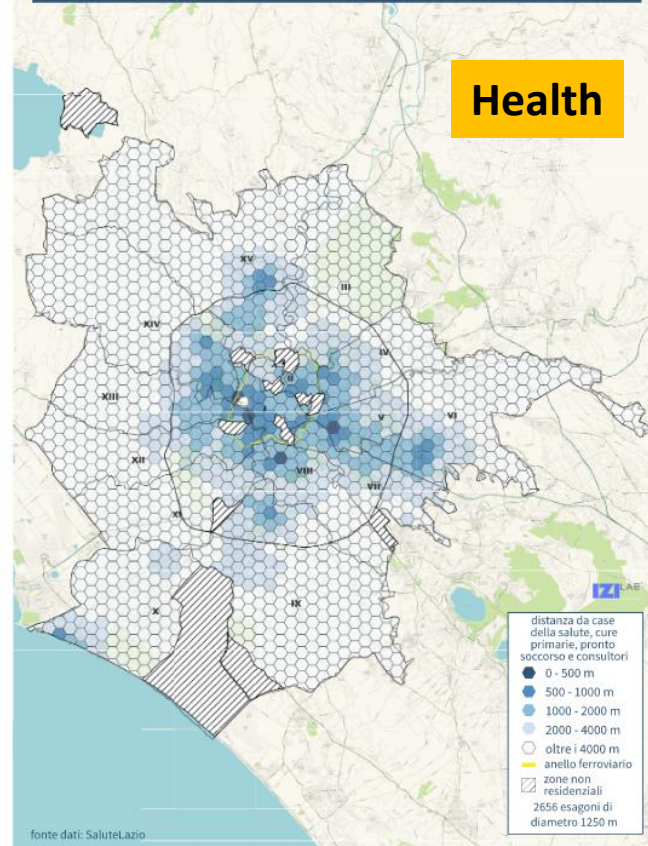 Health
XV
III
XIV
IV
II
XIII
V
VI
XII
VIII
VII
XI
X
IX
IZILAB
distanza da case
della salute, cure
primarie, pronto
soccorso e consultori
0 - 500 m
500 - 1000 m
1000 - 2000 m
2000 - 4000 m
oltre i 4000 m
anello ferroviario
zone non
residenziali
2656 esagoni di
diametro 1250 m
fonte dati: SaluteLazio